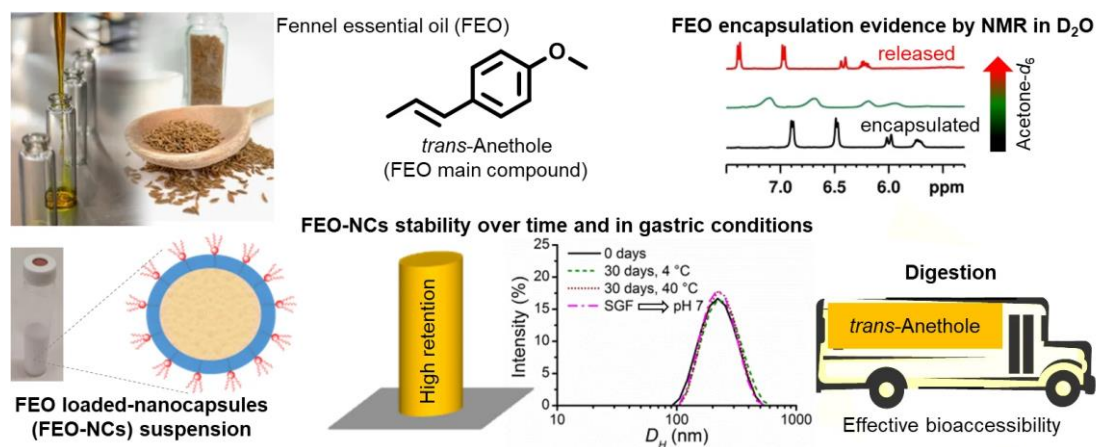 Fennel essential oil (FEO)
O
trans-Anethole
(FEO main compound)
FEO encapsulation evidence by NMR in D₂O
released
encapsulated
Acetone-d₆
7.0 6.5 6.0 ppm
FEO-NCs stability over time and in gastric conditions
FEO loaded-nanocapsules
(FEO-NCs) suspension
High retention
Intensity (%)
25
20
15
10
5
0
0 days
30 days, 4 °C
30 days, 40 °C
SGF ⇒ pH 7
10 100 1000
D_H (nm)
Digestion
trans-Anethole
Effective bioaccessibility